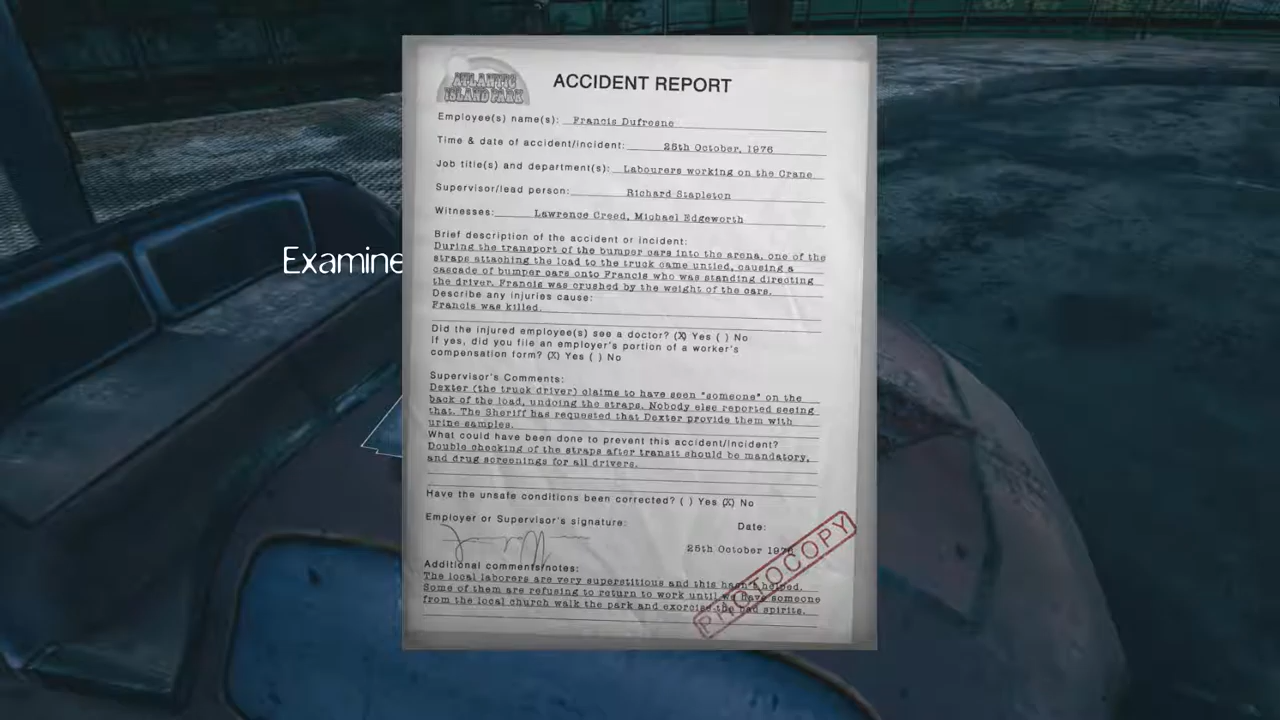 ATLANTIC
ISLAND PARK
ACCIDENT REPORT
Employee(s) name(s): Francis Dufresne
Time & date of accident/incident: 25th October, 1976
Job title(s) and department(s): Labourers working on the Crane
Supervisor/lead person: Richard Stapleton
Witnesses: Lawrence Creed, Michael Edgeworth
Brief description of the accident or incident:
During the transport of the bumper cars into the arena, one of the
straps attaching the load to the truck came untied, causing a
cascade of bumper cars onto Francis who was standing directing
the driver. Francis was crushed by the weight of the cars.
Describe any injuries cause:
Francis was killed.
Did the injured employee(s) see a doctor? (X) Yes ( ) No
If yes, did you file an employer's portion of a worker's
compensation form? (X) Yes ( ) No
Supervisor's Comments:
Dexter (the truck driver) claims to have seen "someone" on the
back of the load, undoing the straps. Nobody else reported seeing
that. The Sheriff has requested that Dexter provide them with
urine samples.
What could have been done to prevent this accident/incident?
Double checking of the straps after transit should be mandatory,
and drug screenings for all drivers.
Have the unsafe conditions been corrected? ( ) Yes (X) No
Employer or Supervisor's signature: Date:
25th October 1976
Additional comments/notes:
The local laborers are very superstitious and this hasn't helped.
Some of them are refusing to return to work until we have someone
from the local church walk the park and exorcise the bad spirits.
PHOTOCOPY
Examine